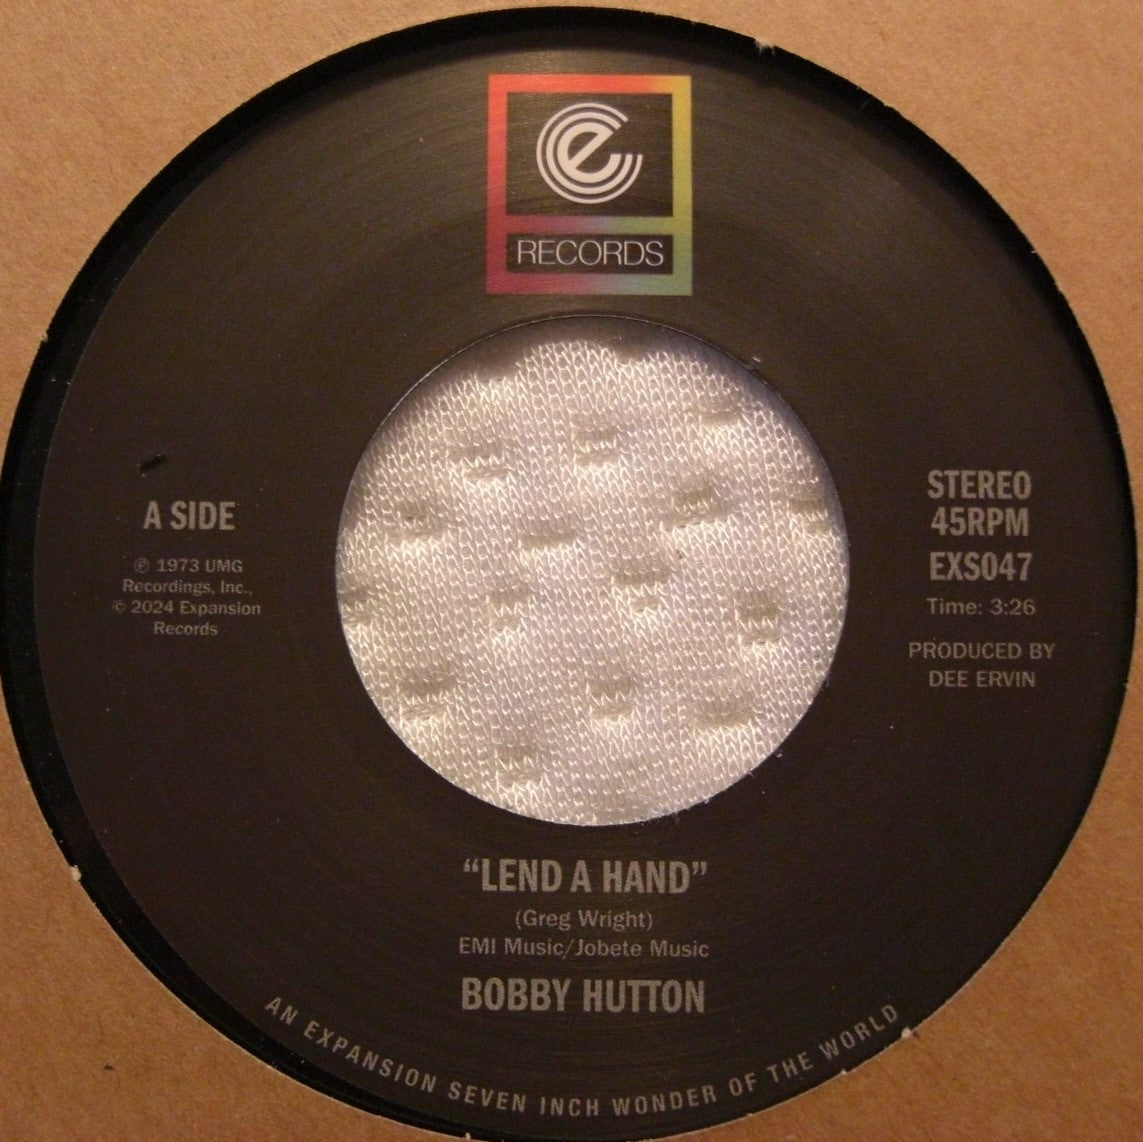 e
RECORDS
A SIDE
℗ 1973 UMG
Recordings, Inc.,
© 2024 Expansion
Records
STEREO
45RPM
EXS047
Time: 3:26
PRODUCED BY
DEE ERVIN
“LEND A HAND”
(Greg Wright)
EMI Music/Jobete Music
BOBBY HUTTON
AN EXPANSION SEVEN INCH WONDER OF THE WORLD